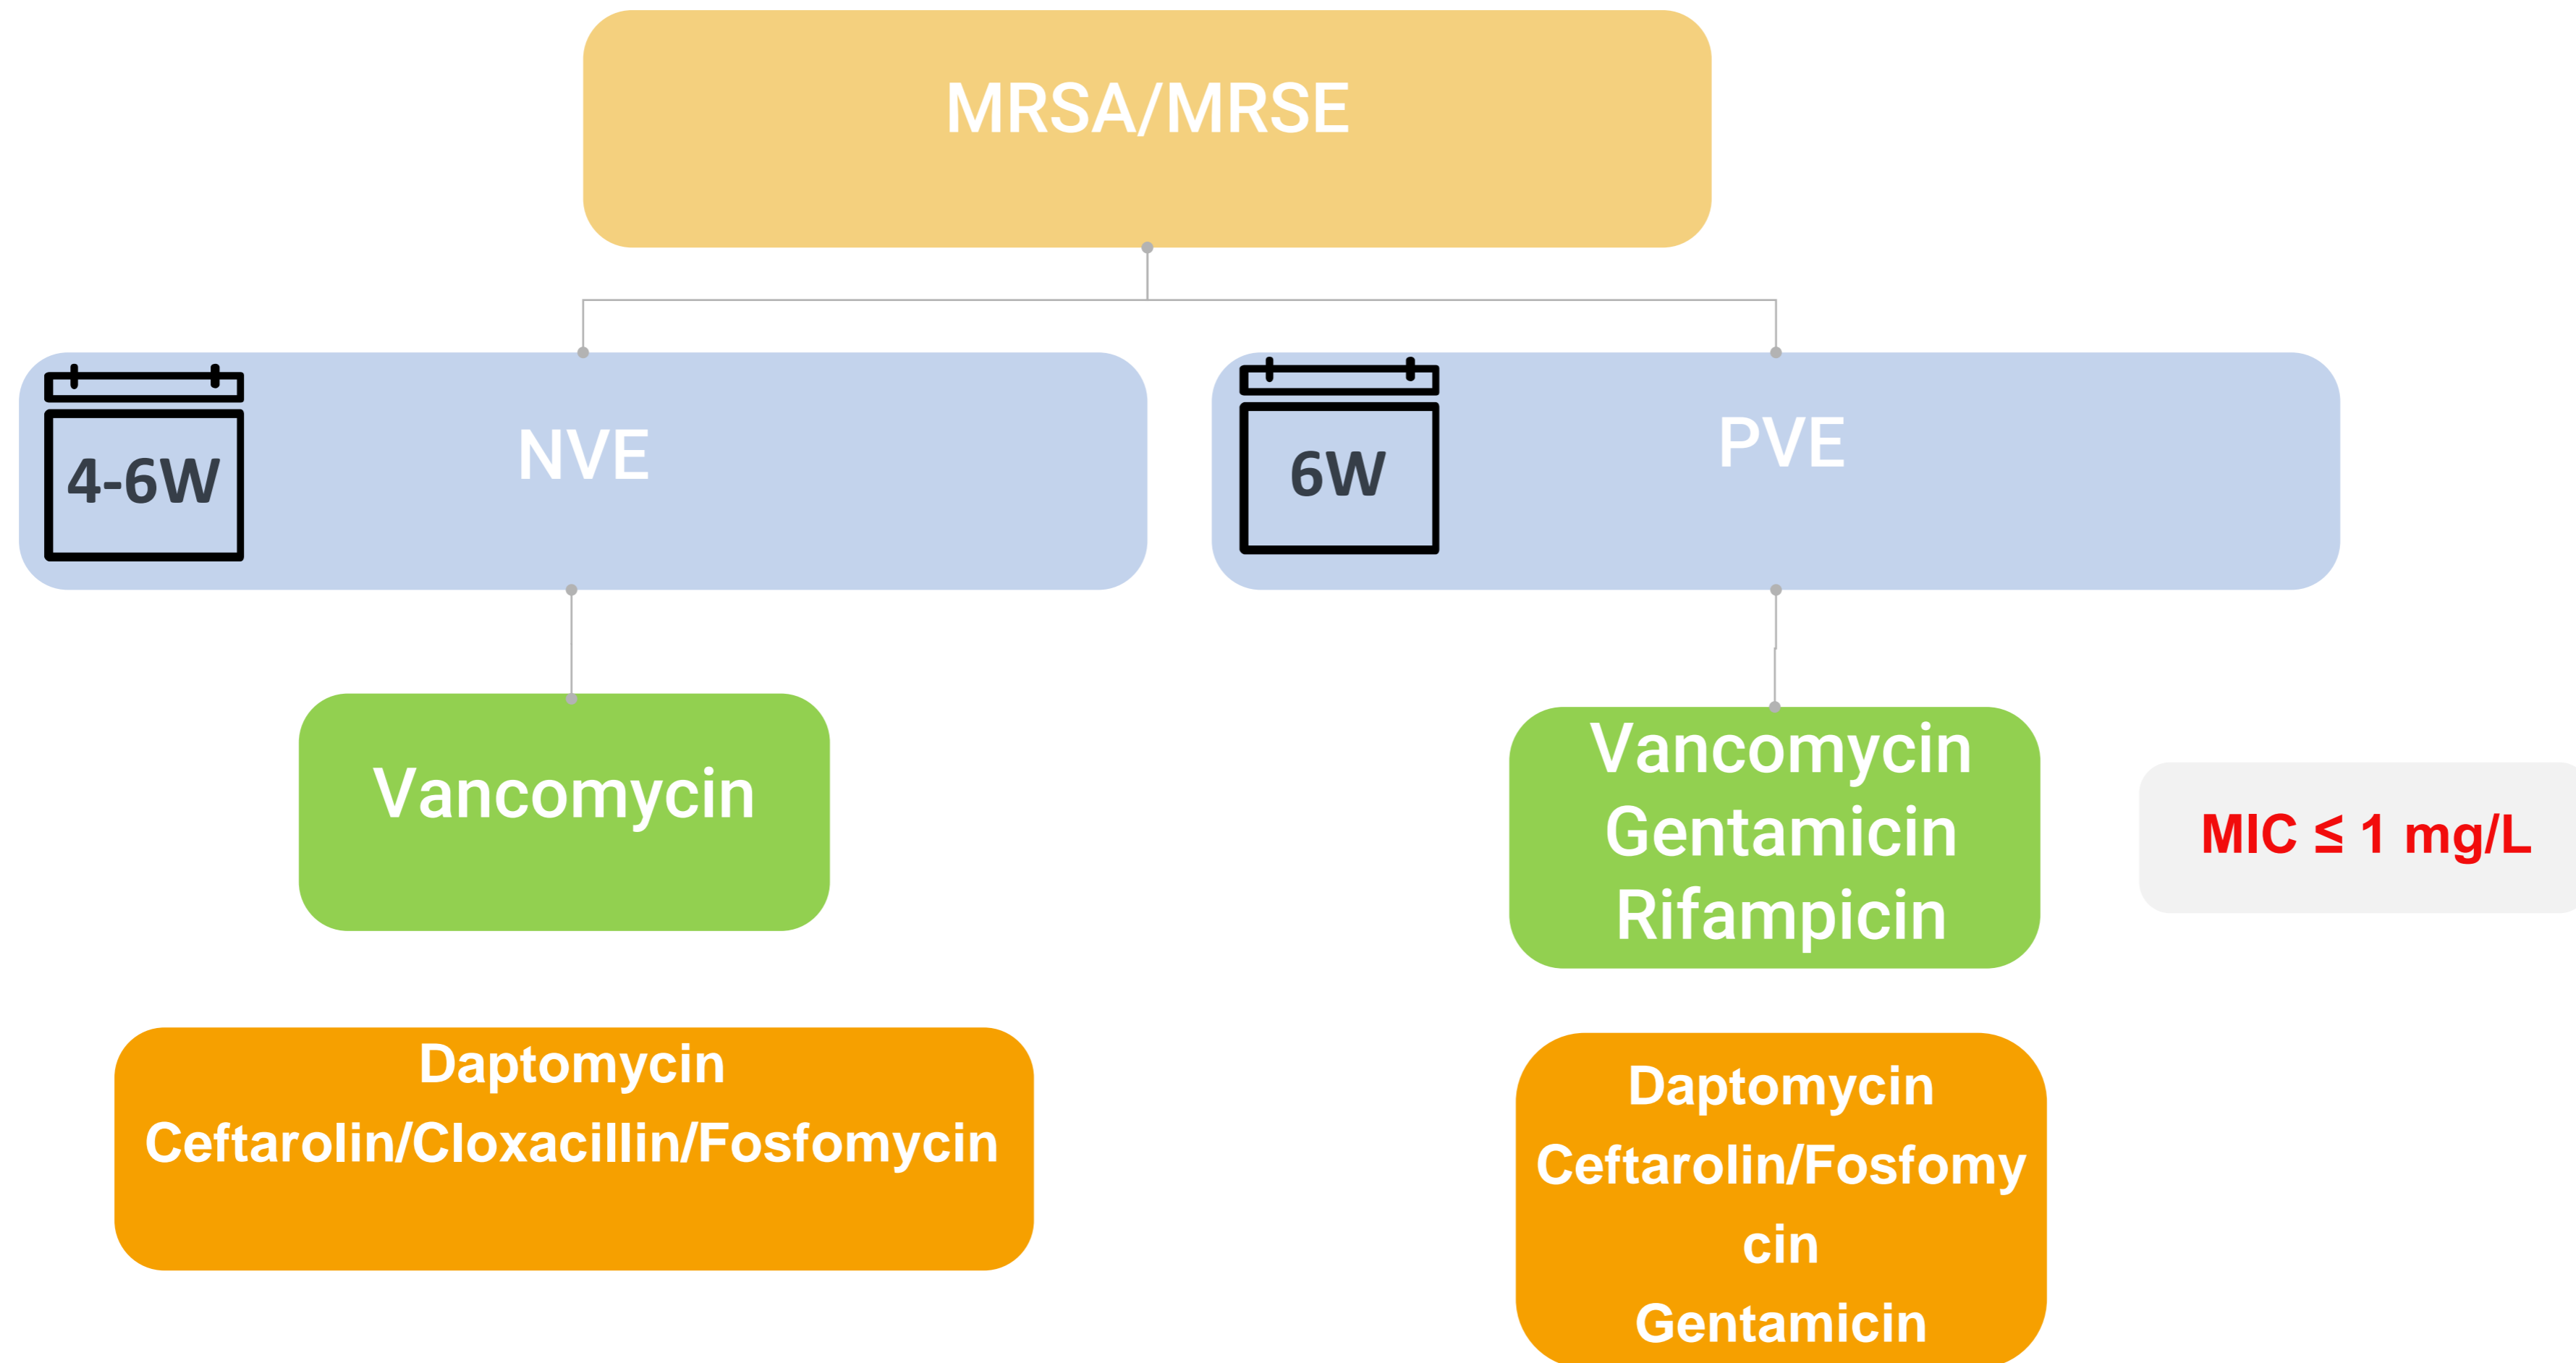 MRSA/MRSE
4-6W
NVE
6W
PVE
Vancomycin
Vancomycin
Gentamicin
Rifampicin
MIC ≤ 1 mg/L
Daptomycin
Ceftarolin/Cloxacillin/Fosfomycin
Daptomycin
Ceftarolin/Fosfomy
cin
Gentamicin